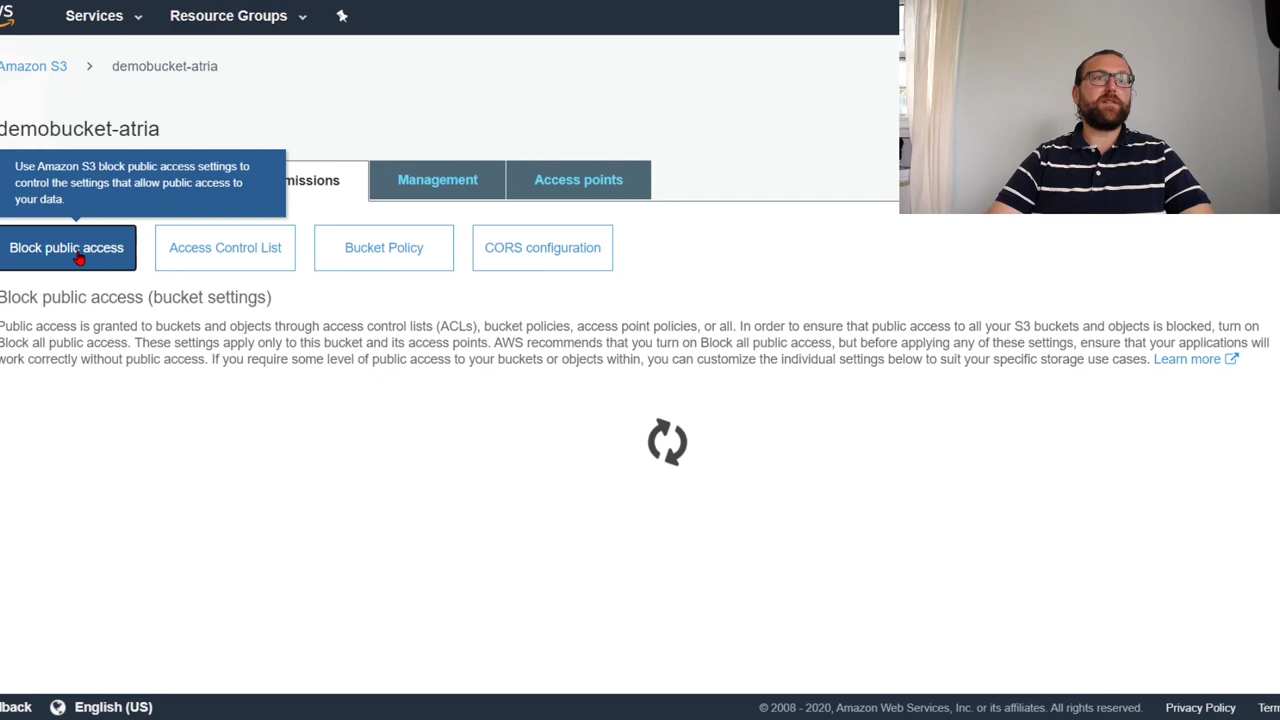 Services
Resource Groups
Amazon S3 > demobucket-atria
demobucket-atria
Use Amazon S3 block public access settings to
control the settings that allow public access to
your data.
missions
Management
Access points
Block public access
Access Control List
Bucket Policy
CORS configuration
Block public access (bucket settings)
Public access is granted to buckets and objects through access control lists (ACLs), bucket policies, access point policies, or all. In order to ensure that public access to all your S3 buckets and objects is blocked, turn on
Block all public access. These settings apply only to this bucket and its access points. AWS recommends that you turn on Block all public access, but before applying any of these settings, ensure that your applications will
work correctly without public access. If you require some level of public access to your buckets or objects within, you can customize the individual settings below to suit your specific storage use cases. Learn more
lback
English (US)
© 2008 - 2020, Amazon Web Services, Inc. or its affiliates. All rights reserved.
Privacy Policy
Term